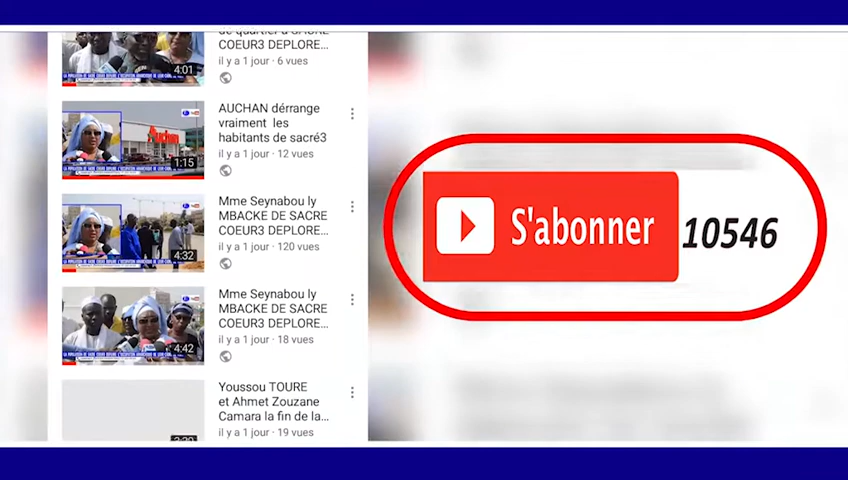 de quartier à SACRE
COEUR3 DEPLORE...
il y a 1 jour · 6 vues
4:01
AUCHAN dérrange
vraiment les
habitants de sacré3
il y a 1 jour · 12 vues
Auchan
1:15
Mme Seynabou ly
MBACKE DE SACRE
COEUR3 DEPLORE...
il y a 1 jour · 120 vues
4:32
Mme Seynabou ly
MBACKE DE SACRE
COEUR3 DEPLORE...
il y a 1 jour · 18 vues
4:42
Youssou TOURE
et Ahmet Zouzane
Camara la fin de la...
il y a 1 jour · 19 vues
S'abonner 10546